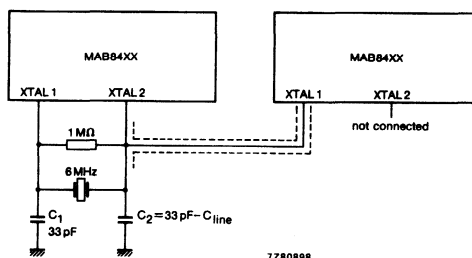 MAB84XX
XTAL 1 XTAL 2
MAB84XX
XTAL 1 XTAL 2
not connected
1 MΩ
6 MHz
C1
33 pF
C2 = 33 pF – Cline
7Z80898